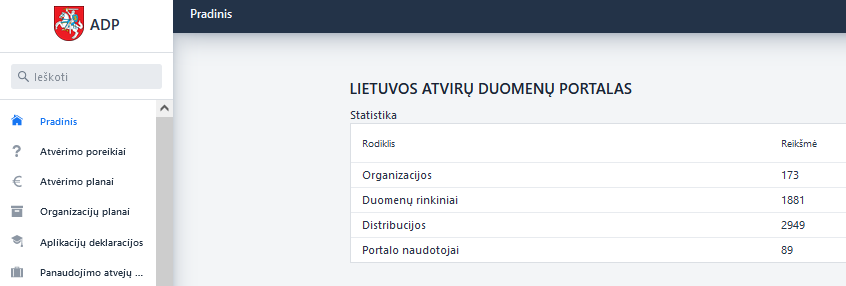 ADP
Pradinis
Ieškoti
Pradinis
Atvėrimo poreikiai
Atvėrimo planai
Organizacijų planai
Aplikacijų deklaracijos
Panaudojimo atvejų ...
LIETUVOS ATVIRŲ DUOMENŲ PORTALAS
Statistika
Rodiklis Reikšmė
Organizacijos 173
Duomenų rinkiniai 1881
Distribucijos 2949
Portalo naudotojai 89